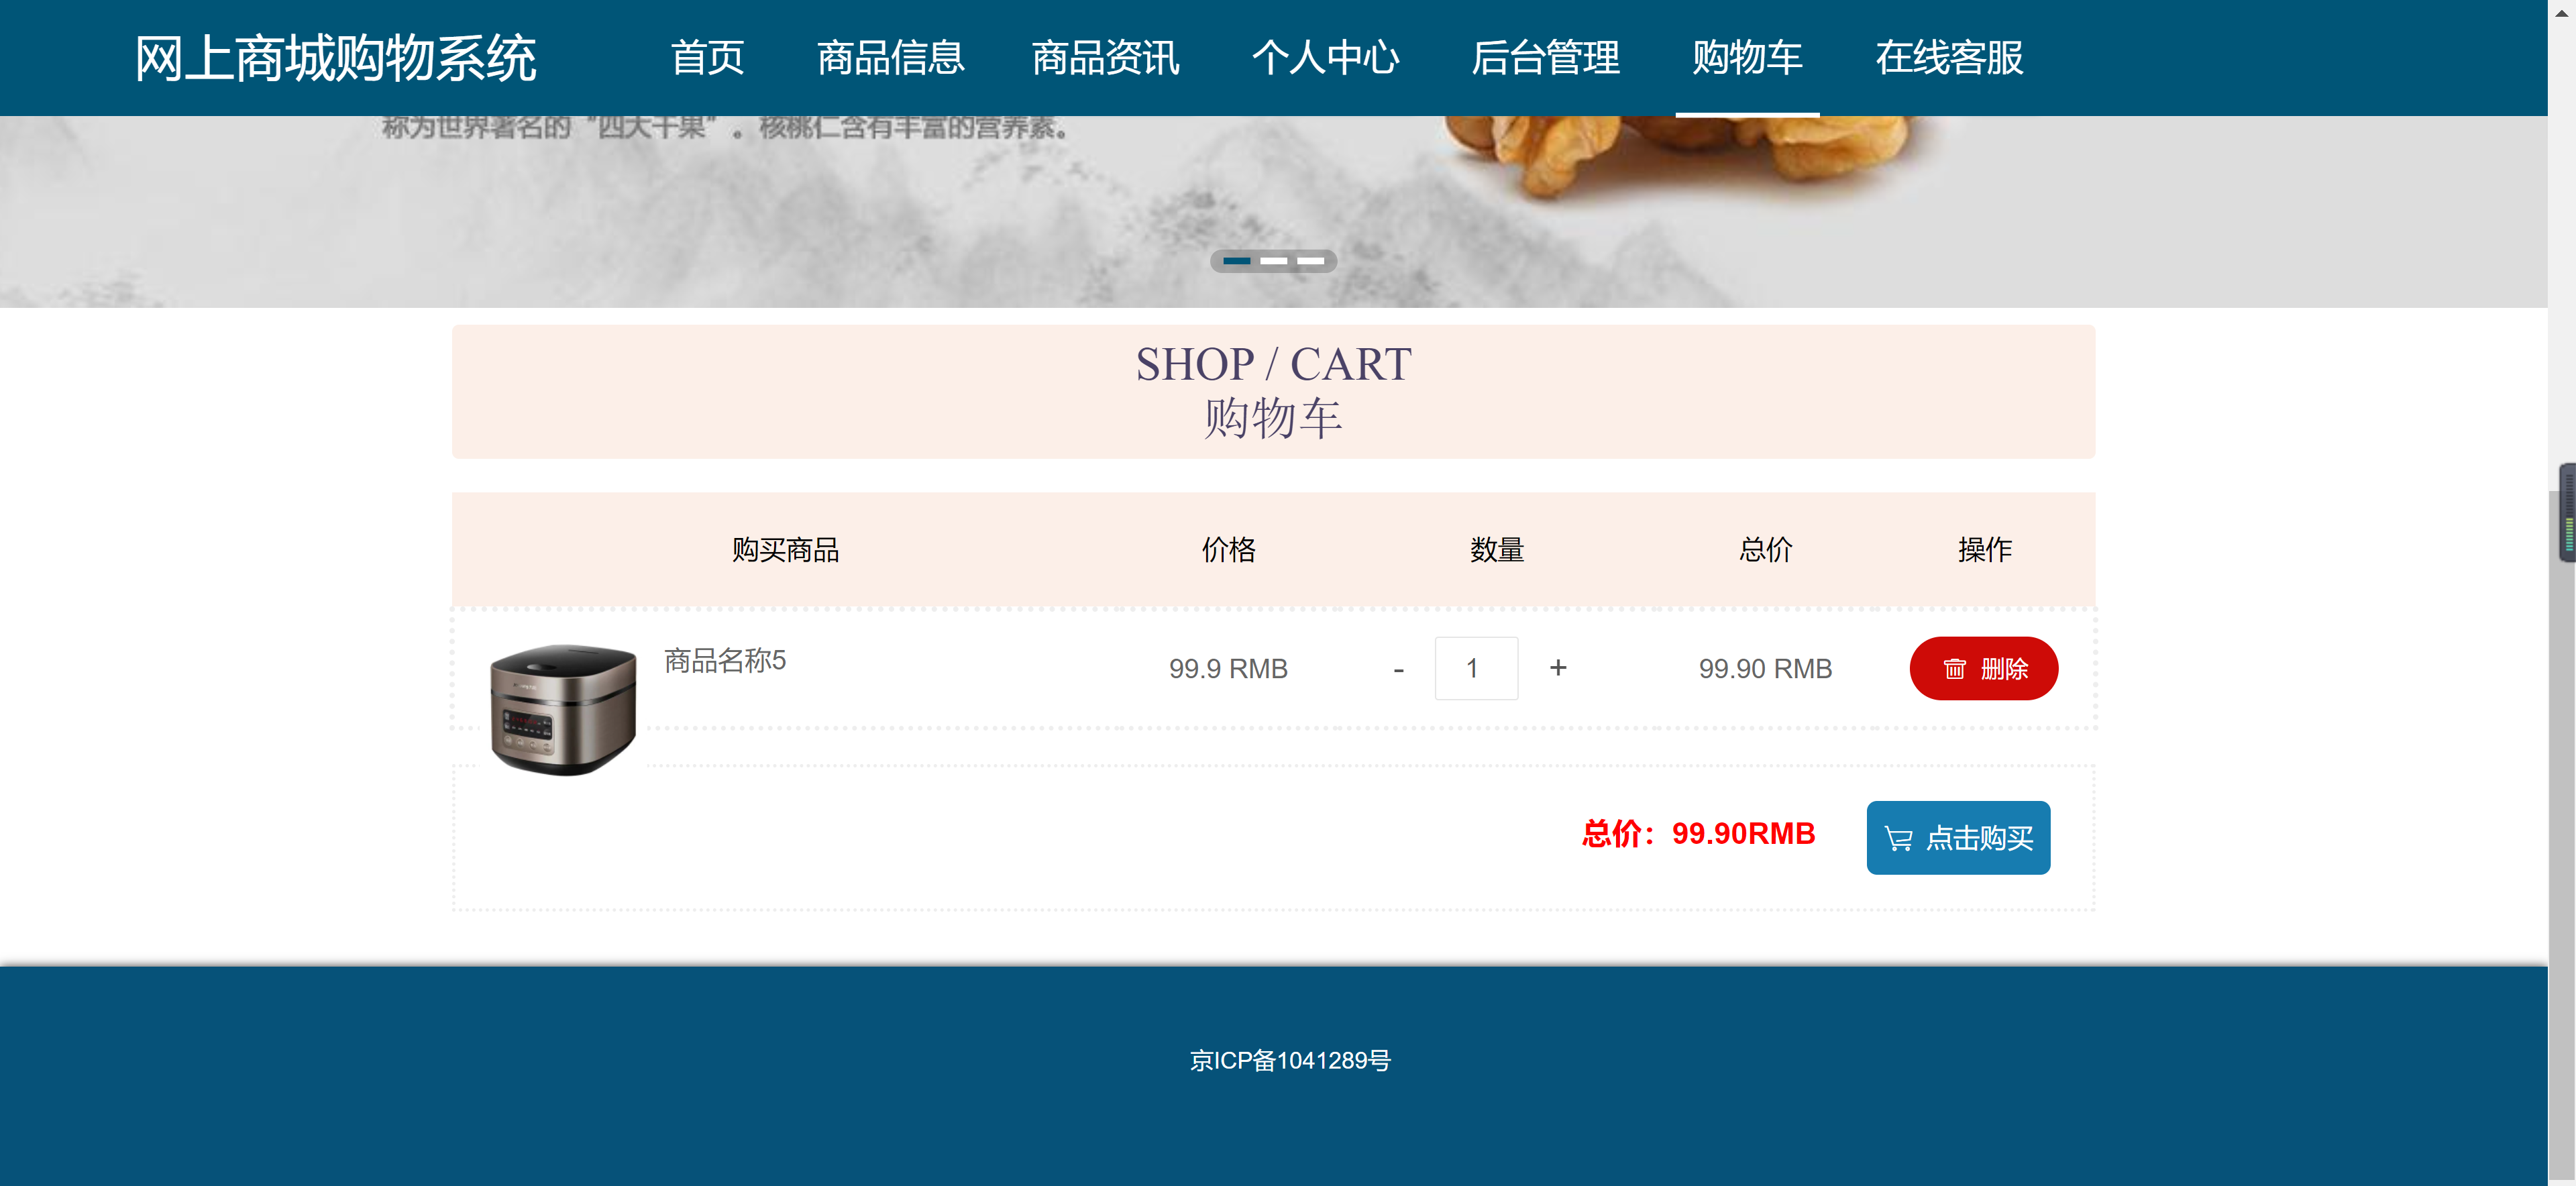 网上商城购物系统
首页 商品信息 商品资讯 个人中心 后台管理 购物车 在线客服
称为世界著名的“四大干果”。核桃仁含有丰富的营养素。
SHOP / CART
购物车
购买商品 价格 数量 总价 操作
商品名称5 99.9 RMB - 1 + 99.90 RMB 删除
总价：99.90RMB 点击购买
京ICP备1041289号